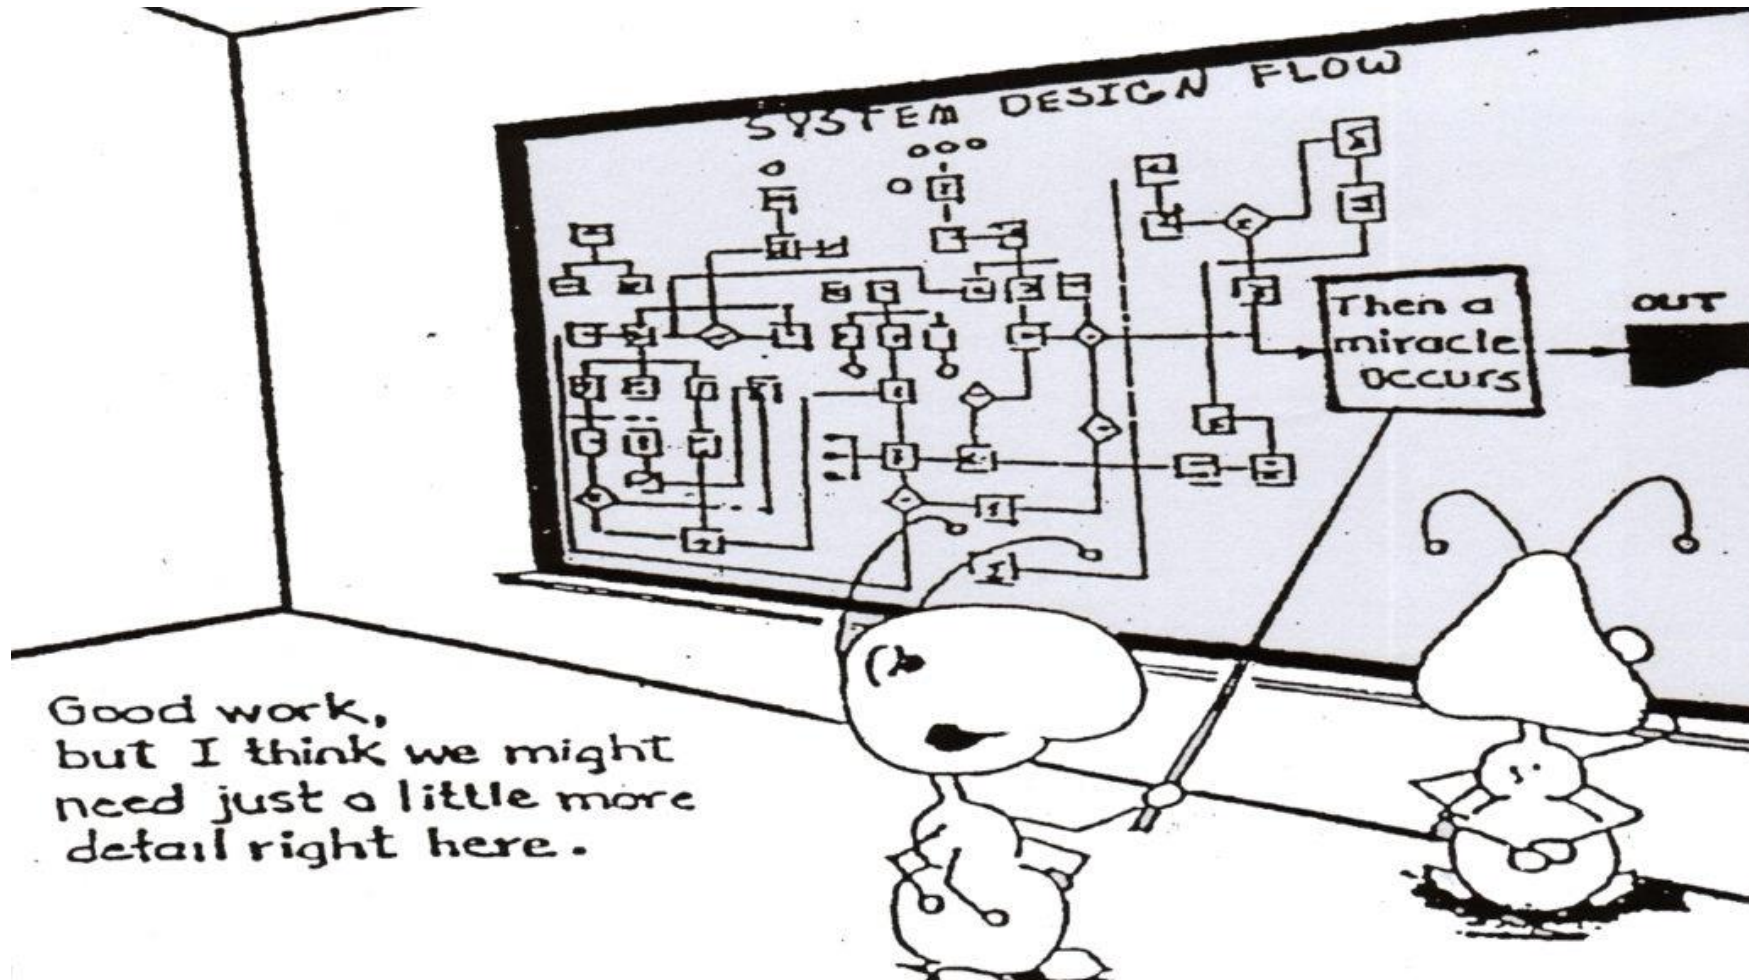 SYSTEM DESIGN FLOW
Then a
miracle
occurs
OUT
Good work,
but I think we might
need just a little more
detail right here.